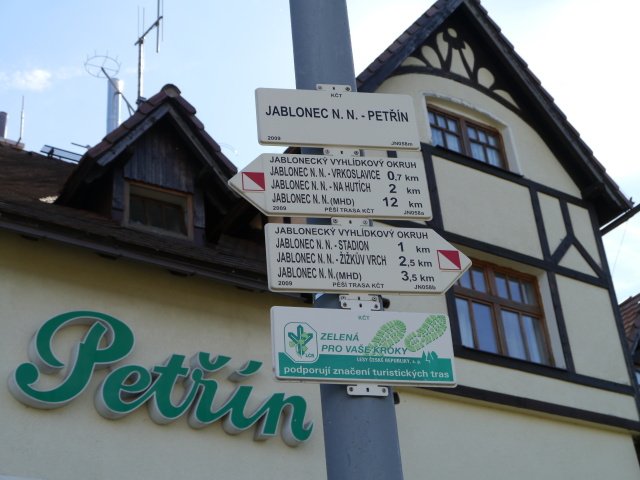 KČT
JABLONEC N. N. - PETŘÍN
2009 JN058m
JABLONECKÝ VYHLÍDKOVÝ OKRUH
JABLONEC N. N. - VRKOSLAVICE 0,7 km
JABLONEC N. N. - NA HUTÍCH 2 km
JABLONEC N. N.(MHD) 12 km
2009 PĚŠÍ TRASA KČT JN058a
JABLONECKÝ VYHLÍDKOVÝ OKRUH
JABLONEC N. N. - STADION 1 km
JABLONEC N. N. - ŽIŽKŮV VRCH 2,5 km
JABLONEC N. N.(MHD) 3,5 km
2009 PĚŠÍ TRASA KČT JN058b
KČT
ZELENÁ
PRO VAŠE KROKY
LČR
LESY ČESKÉ REPUBLIKY, s. p.
podporují značení turistických tras
Petřín